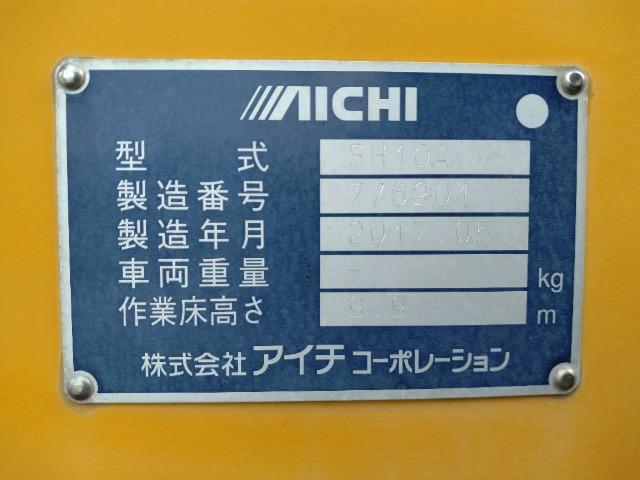 AICHI
型式 SH10A
製造番号 776901
製造年月 2017.05
車両重量 - kg
作業床高さ 9.9 m
株式会社 アイチ コーポレーション